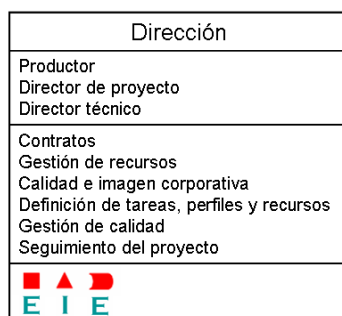 Dirección
Productor
Director de proyecto
Director técnico
Contratos
Gestión de recursos
Calidad e imagen corporativa
Definición de tareas, perfiles y recursos
Gestión de calidad
Seguimiento del proyecto
E I E